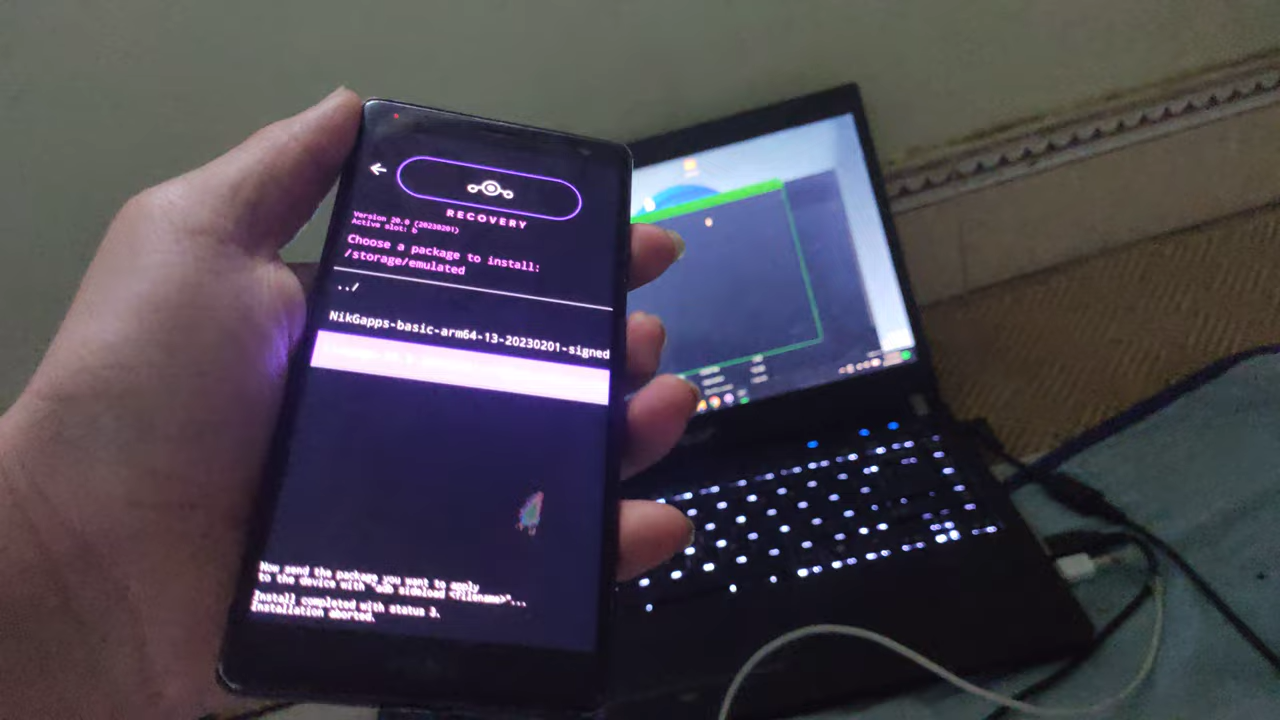 RECOVERY
Version 20.0 (20230201)
Active slot: b
Choose a package to install:
/storage/emulated
../
NikGapps-basic-arm64-13-20230201-signed
Now send the package you want to apply
to the device with "adb sideload <filename>"...
Install completed with status 3.
Installation aborted.